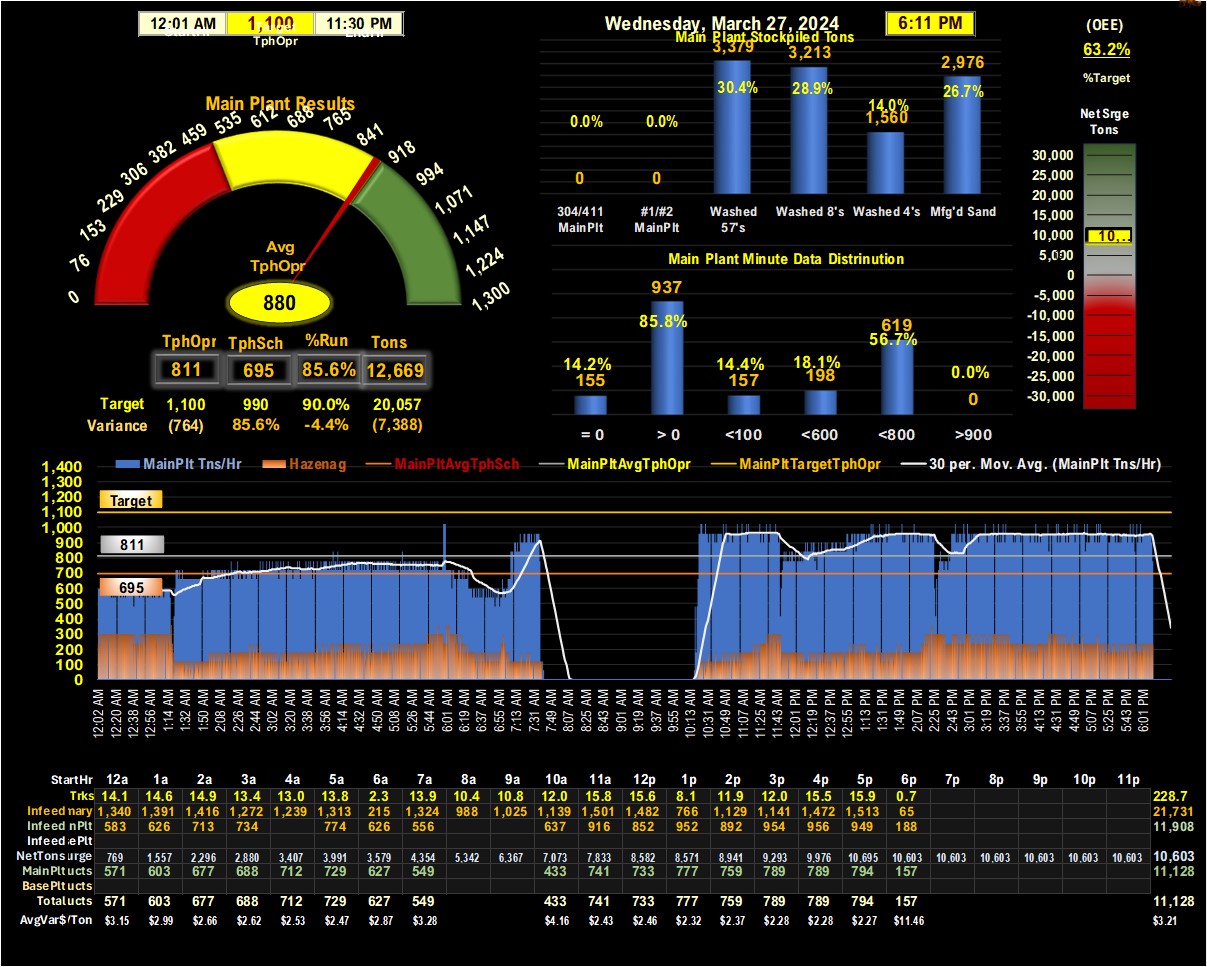 12:01 AM 1,100 11:30 PM Wednesday, March 27, 2024 6:11 PM (OEE)
TphOpr
63.2%
%Target
Main Plant Stockpiled Tons
3,379 3,213 2,976
30.4% 28.9% 14.0% 26.7%
1,560
0.0% 0.0%
0 0
304/411 MainPlt #1/#2 MainPlt Washed 57's Washed 8's Washed 4's Mfg'd Sand
Main Plant Results
0 76 153 229 306 382 459 535 612 688 765 841 918 994 1,071 1,147 1,224 1,300
Avg
TphOpr
880
Net Srge
Tons
30,000
25,000
20,000
15,000
10,000
10...
5,000
0
-5,000
-10,000
-15,000
-20,000
-25,000
-30,000
Main Plant Minute Data Distrinution
937 619
85.8% 56.7%
14.2% 14.4% 18.1% 0.0%
155 157 198 0
= 0 > 0 <100 <600 <800 >900
TphOpr TphSch %Run Tons
811 695 85.6% 12,669
Target 1,100 990 90.0% 20,057
Variance (764) 85.6% -4.4% (7,388)
MainPlt Tns/Hr Hazenag MainPltAvgTphSch MainPltAvgTphOpr MainPltTargetTphOpr 30 per. Mov. Avg. (MainPlt Tns/Hr)
1,400
1,300
1,200
1,100
1,000
900
800
700
600
500
400
300
200
100
0
Target
811
695
12:02 AM 12:20 AM 12:38 AM 12:56 AM 1:14 AM 1:32 AM 1:50 AM 2:08 AM 2:26 AM 2:44 AM 3:02 AM 3:20 AM 3:38 AM 3:56 AM 4:14 AM 4:32 AM 4:50 AM 5:08 AM 5:26 AM 5:44 AM 6:01 AM 6:19 AM 6:37 AM 6:55 AM 7:13 AM 7:31 AM 7:49 AM 8:07 AM 8:25 AM 8:43 AM 9:01 AM 9:19 AM 9:37 AM 9:55 AM 10:13 AM 10:31 AM 10:49 AM 11:07 AM 11:25 AM 11:43 AM 12:01 PM 12:19 PM 12:37 PM 12:55 PM 1:13 PM 1:31 PM 1:49 PM 2:07 PM 2:25 PM 2:43 PM 3:01 PM 3:19 PM 3:37 PM 3:55 PM 4:13 PM 4:31 PM 4:49 PM 5:07 PM 5:25 PM 5:43 PM 6:01 PM
StartHr 12a 1a 2a 3a 4a 5a 6a 7a 8a 9a 10a 11a 12p 1p 2p 3p 4p 5p 6p 7p 8p 9p 10p 11p
Trks 14.1 14.6 14.9 13.4 13.0 13.8 2.3 13.9 10.4 10.8 12.0 15.8 15.6 8.1 11.9 12.0 15.5 15.9 0.7 228.7
Infeed nary 1,340 1,391 1,416 1,272 1,239 1,313 215 1,324 988 1,025 1,139 1,501 1,482 766 1,129 1,141 1,472 1,513 65 21,731
Infeed nPlt 583 626 713 734 774 626 556 637 916 852 952 892 954 956 949 188 11,908
Infeed ePlt
NetTons urge 769 1,557 2,296 2,880 3,407 3,991 3,579 4,354 5,342 6,367 7,073 7,833 8,582 8,571 8,941 9,293 9,976 10,695 10,603 10,603 10,603 10,603 10,603 10,603 10,603
MainPlt ucts 571 603 677 688 712 729 627 549 433 741 733 777 759 789 789 794 157 11,128
BasePlt ucts
Total ucts 571 603 677 688 712 729 627 549 433 741 733 777 759 789 789 794 157 11,128
AvgVar$/Ton $3.15 $2.99 $2.66 $2.62 $2.53 $2.47 $2.87 $3.28 $4.16 $2.43 $2.46 $2.32 $2.37 $2.28 $2.28 $2.27 $11.46 $3.21